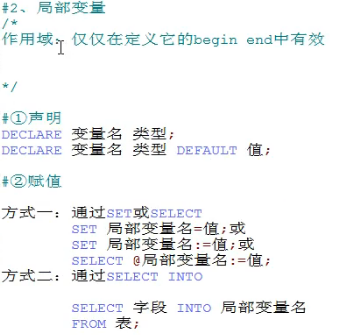 #2、局部变量
/*
作用域：仅仅在定义它的begin end中有效
*/
#①声明
DECLARE 变量名 类型;
DECLARE 变量名 类型 DEFAULT 值;
#②赋值
方式一：通过SET或SELECT
SET 局部变量名=值;或
SET 局部变量名:=值;或
SELECT @局部变量名:=值;
方式二：通过SELECT INTO
SELECT 字段 INTO 局部变量名
FROM 表;